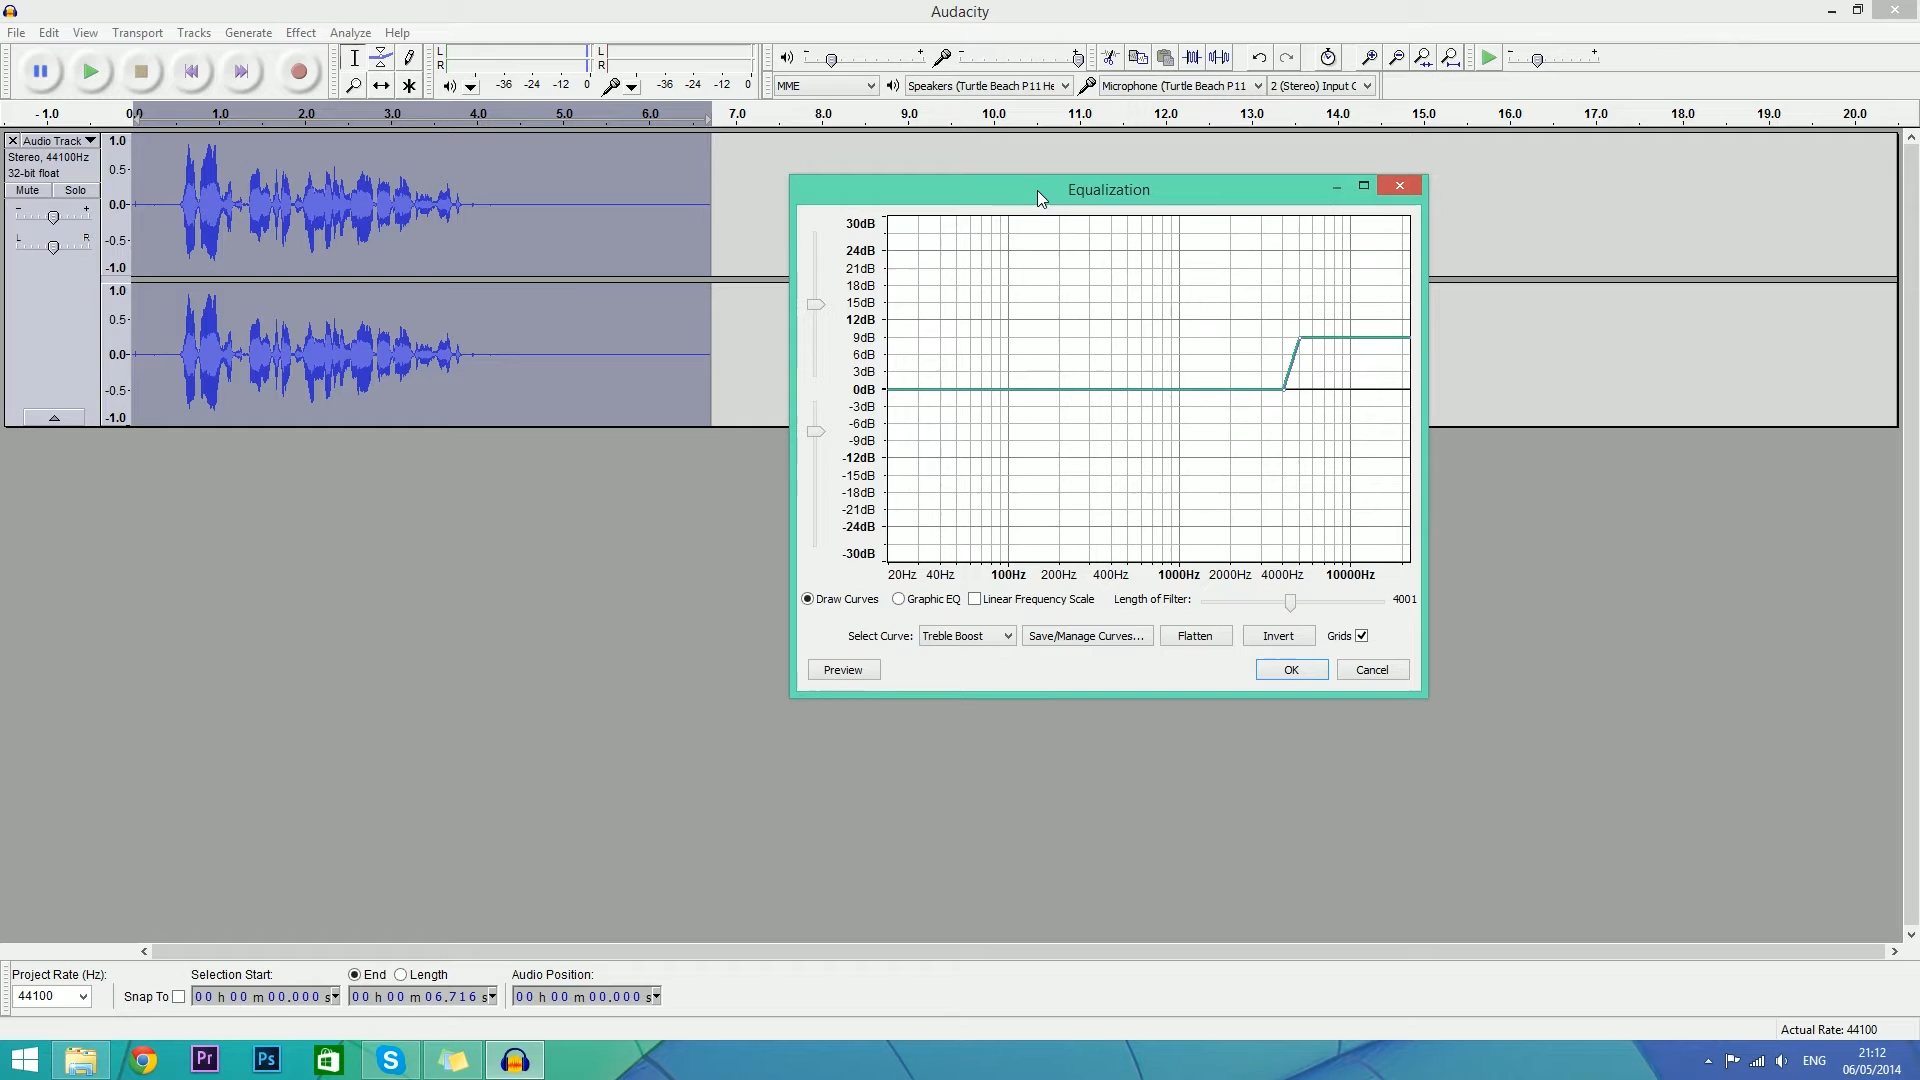 Audacity
File Edit View Transport Tracks Generate Effect Analyze Help
L
R
-36 -24 -12 0
L
R
-36 -24 -12 0
MME
Speakers (Turtle Beach P11 He
Microphone (Turtle Beach P11
2 (Stereo) Input C
-1.0 0.0 1.0 2.0 3.0 4.0 5.0 6.0 7.0 8.0 9.0 10.0 11.0 12.0 13.0 14.0 15.0 16.0 17.0 18.0 19.0 20.0
Audio Track
Stereo, 44100Hz
32-bit float
Mute Solo
- +
L R
1.0
0.5
0.0
-0.5
-1.0
1.0
0.5
0.0
-0.5
-1.0
Equalization
30dB
24dB
21dB
18dB
15dB
12dB
9dB
6dB
3dB
0dB
-3dB
-6dB
-9dB
-12dB
-15dB
-18dB
-21dB
-24dB
-30dB
20Hz 40Hz 100Hz 200Hz 400Hz 1000Hz 2000Hz 4000Hz 10000Hz
Draw Curves Graphic EQ Linear Frequency Scale Length of Filter: 4001
Select Curve: Treble Boost Save/Manage Curves... Flatten Invert Grids
Preview OK Cancel
Project Rate (Hz): Selection Start: End Length Audio Position:
44100 Snap To 00 h 00 m 00.000 s 00 h 00 m 06.716 s 00 h 00 m 00.000 s
Actual Rate: 44100
Pr
Ps
S
ENG
21:12
06/05/2014